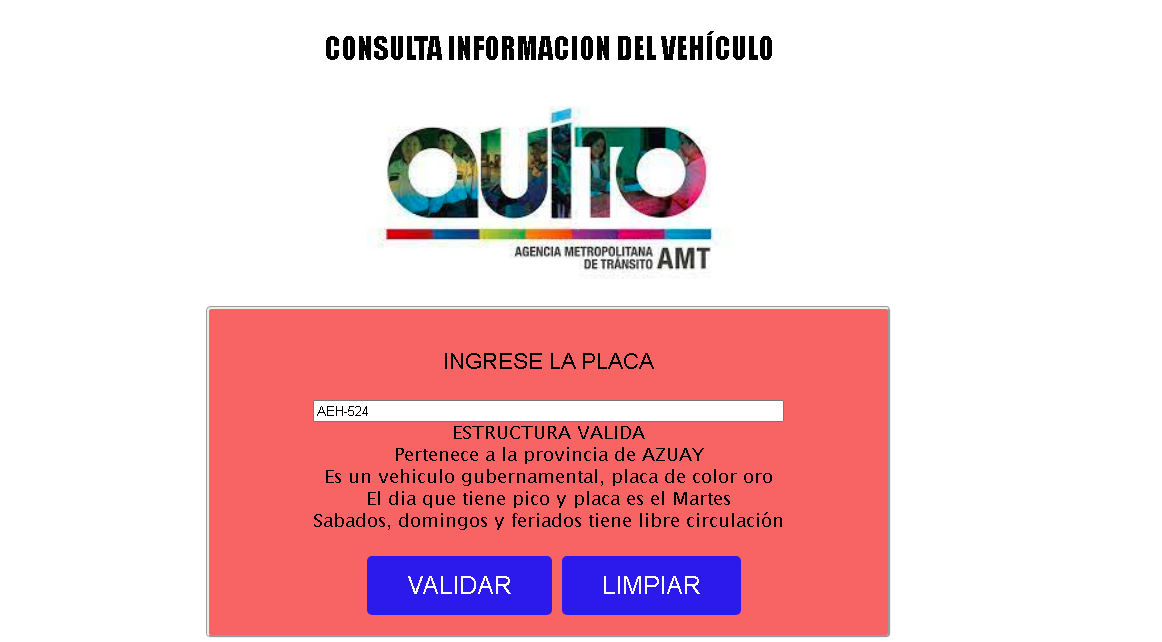 CONSULTA INFORMACION DEL VEHÍCULO
QUITO
AGENCIA METROPOLITANA
DE TRÁNSITO AMT
INGRESE LA PLACA
AEH-524
ESTRUCTURA VALIDA
Pertenece a la provincia de AZUAY
Es un vehiculo gubernamental, placa de color oro
El dia que tiene pico y placa es el Martes
Sabados, domingos y feriados tiene libre circulación
VALIDAR LIMPIAR